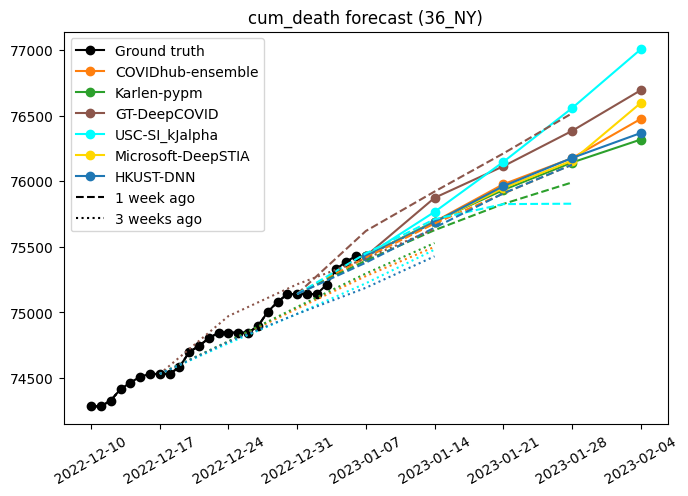 cum_death forecast (36_NY)
77000
76500
76000
75500
75000
74500
Ground truth
COVIDhub-ensemble
Karlen-pypm
GT-DeepCOVID
USC-SI_kJalpha
Microsoft-DeepSTIA
HKUST-DNN
1 week ago
3 weeks ago
2022-12-10
2022-12-17
2022-12-24
2022-12-31
2023-01-07
2023-01-14
2023-01-21
2023-01-28
2023-02-04